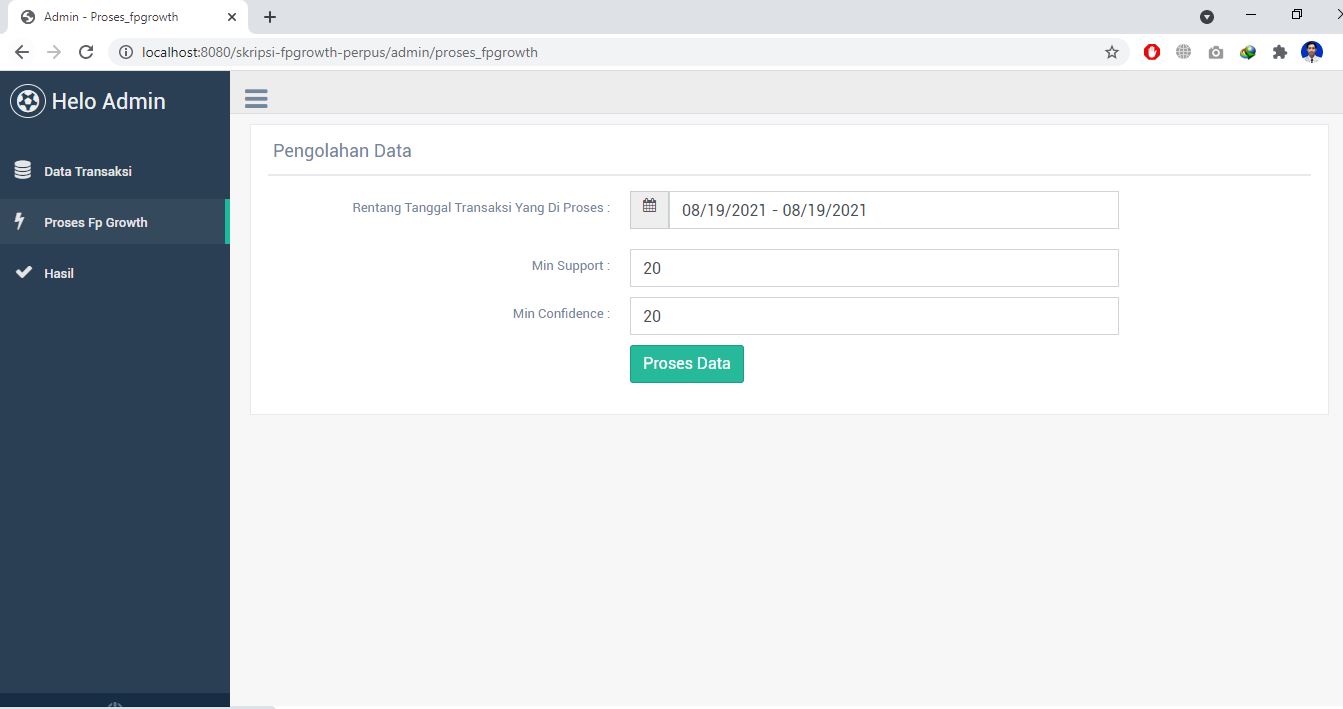 Admin - Proses_fpgrowth
localhost:8080/skripsi-fpgrowth-perpus/admin/proses_fpgrowth
Helo Admin
Data Transaksi
Proses Fp Growth
Hasil
Pengolahan Data
Rentang Tanggal Transaksi Yang Di Proses : 08/19/2021 - 08/19/2021
Min Support : 20
Min Confidence : 20
Proses Data